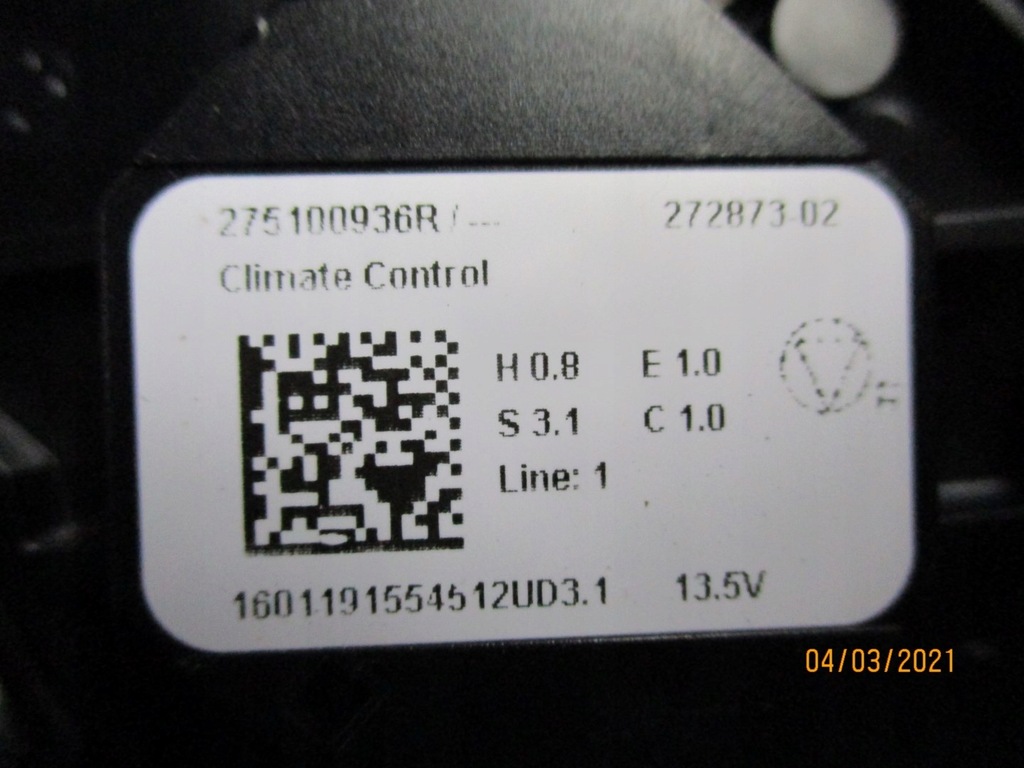 275100936R / --- 272873-02
Climate Control
H 0.8 E 1.0
S 3.1 C 1.0
Line: 1
1601191554512UD3.1 13.5V
04/03/2021